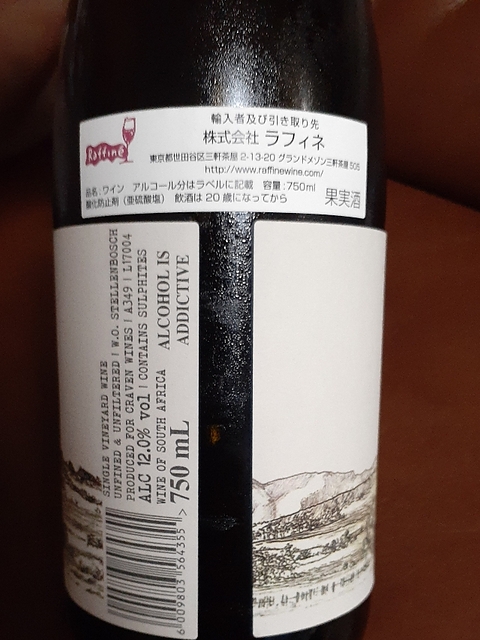 輸入者及び引き取り先
Raffiné
株式会社 ラフィネ
東京都世田谷区三軒茶屋 2-13-20 グランドメゾン三軒茶屋 505
http://www.raffinewine.com/
品名:ワイン アルコール分はラベルに記載 容量:750ml
酸化防止剤(亜硫酸塩) 飲酒は20歳になってから
果実酒
SINGLE VINEYARD WINE
UNFINED & UNFILTERED | W.O. STELLENBOSCH
PRODUCED FOR CRAVEN WINES | A349 | L17004
ALC 12.0% vol | CONTAINS SULPHITES
WINE OF SOUTH AFRICA
750 mL
ALCOHOL IS
ADDICTIVE
6 009803 564355 >